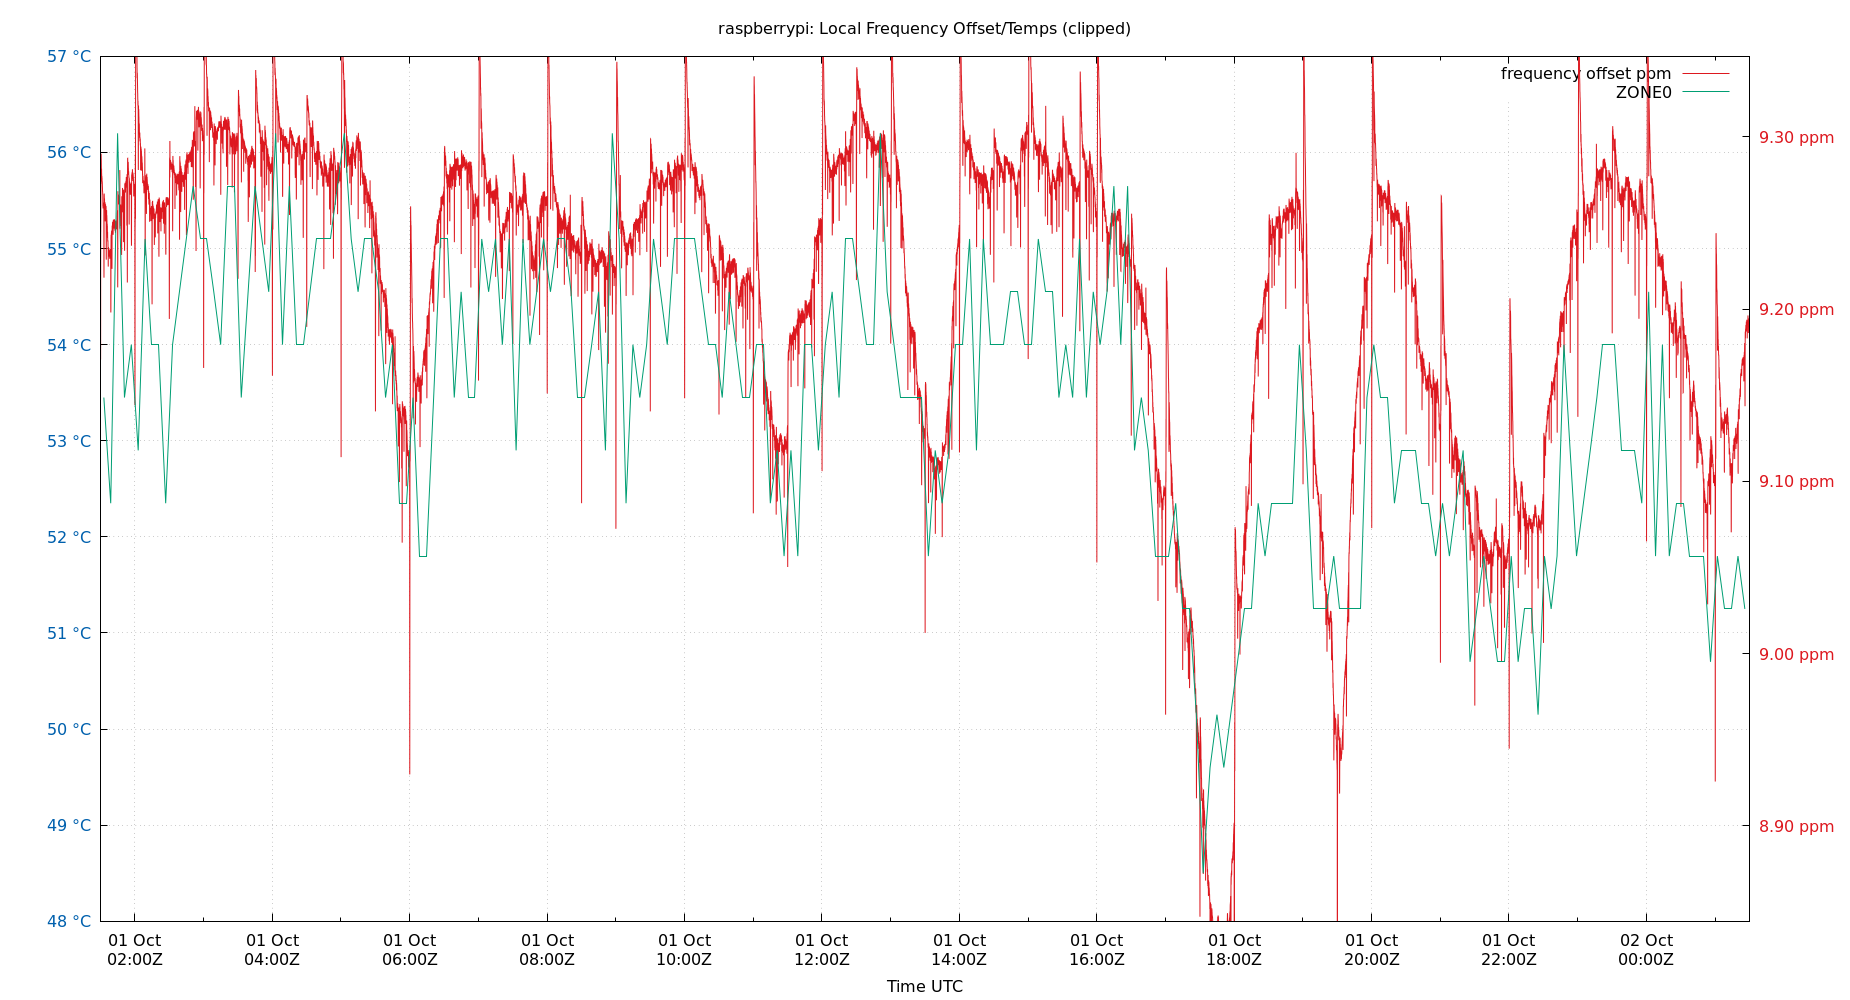 raspberrypi: Local Frequency Offset/Temps (clipped)
57 °C
56 °C
55 °C
54 °C
53 °C
52 °C
51 °C
50 °C
49 °C
48 °C
frequency offset ppm
ZONE0
9.30 ppm
9.20 ppm
9.10 ppm
9.00 ppm
8.90 ppm
01 Oct
02:00Z
01 Oct
04:00Z
01 Oct
06:00Z
01 Oct
08:00Z
01 Oct
10:00Z
01 Oct
12:00Z
01 Oct
14:00Z
01 Oct
16:00Z
01 Oct
18:00Z
01 Oct
20:00Z
01 Oct
22:00Z
02 Oct
00:00Z
Time UTC